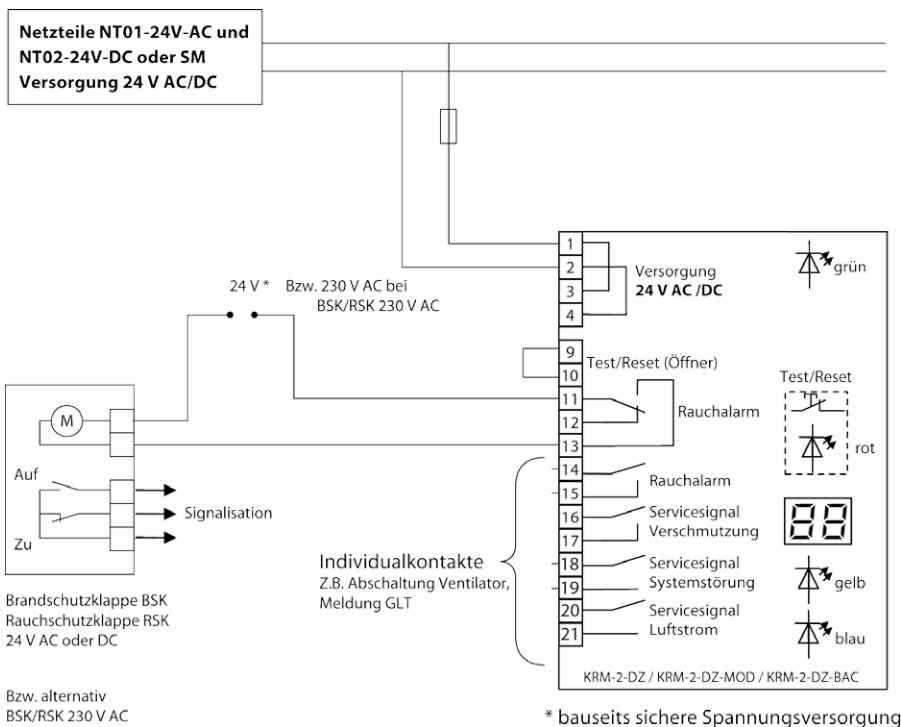 Netzteile NT01-24V-AC und
NT02-24V-DC oder SM
Versorgung 24 V AC/DC
24 V * Bzw. 230 V AC bei
BSK/RSK 230 V AC
1
2
3
4
Versorgung
24 V AC /DC
grün
9
10
Test/Reset (Öffner)
11
12
13
Rauchalarm
Test/Reset
rot
M
Auf
Zu
Signalisation
14
15
Rauchalarm
16
17
Servicesignal
Verschmutzung
88
18
19
Servicesignal
Systemstörung
gelb
20
21
Servicesignal
Luftstrom
blau
Individualkontakte
Z.B. Abschaltung Ventilator,
Meldung GLT
Brandschutzklappe BSK
Rauchschutzklappe RSK
24 V AC oder DC
KRM-2-DZ / KRM-2-DZ-MOD / KRM-2-DZ-BAC
Bzw. alternativ
BSK/RSK 230 V AC
* bauseits sichere Spannungsversorgung